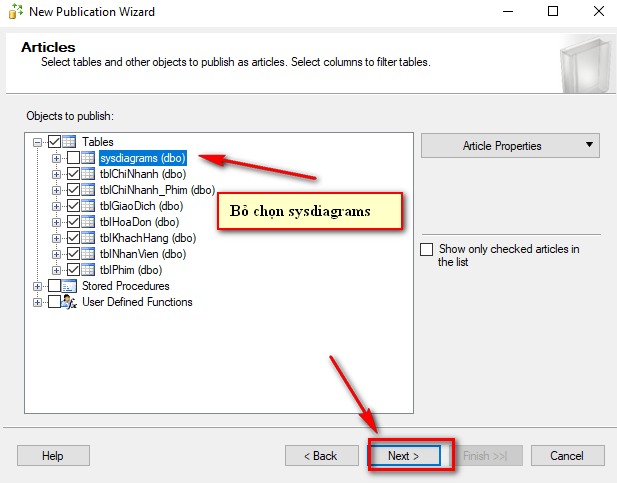 New Publication Wizard
Articles
Select tables and other objects to publish as articles. Select columns to filter tables.
Objects to publish:
Tables
sysdiagrams (dbo)
tblChiNhanh (dbo)
tblChiNhanh_Phim (dbo)
tblGiaoDich (dbo)
tblHoaDon (dbo)
tblKhachHang (dbo)
tblNhanVien (dbo)
tblPhim (dbo)
Stored Procedures
User Defined Functions
Bỏ chọn sysdiagrams
Article Properties
Show only checked articles in
the list
Help
< Back
Next >
Finish >>|
Cancel